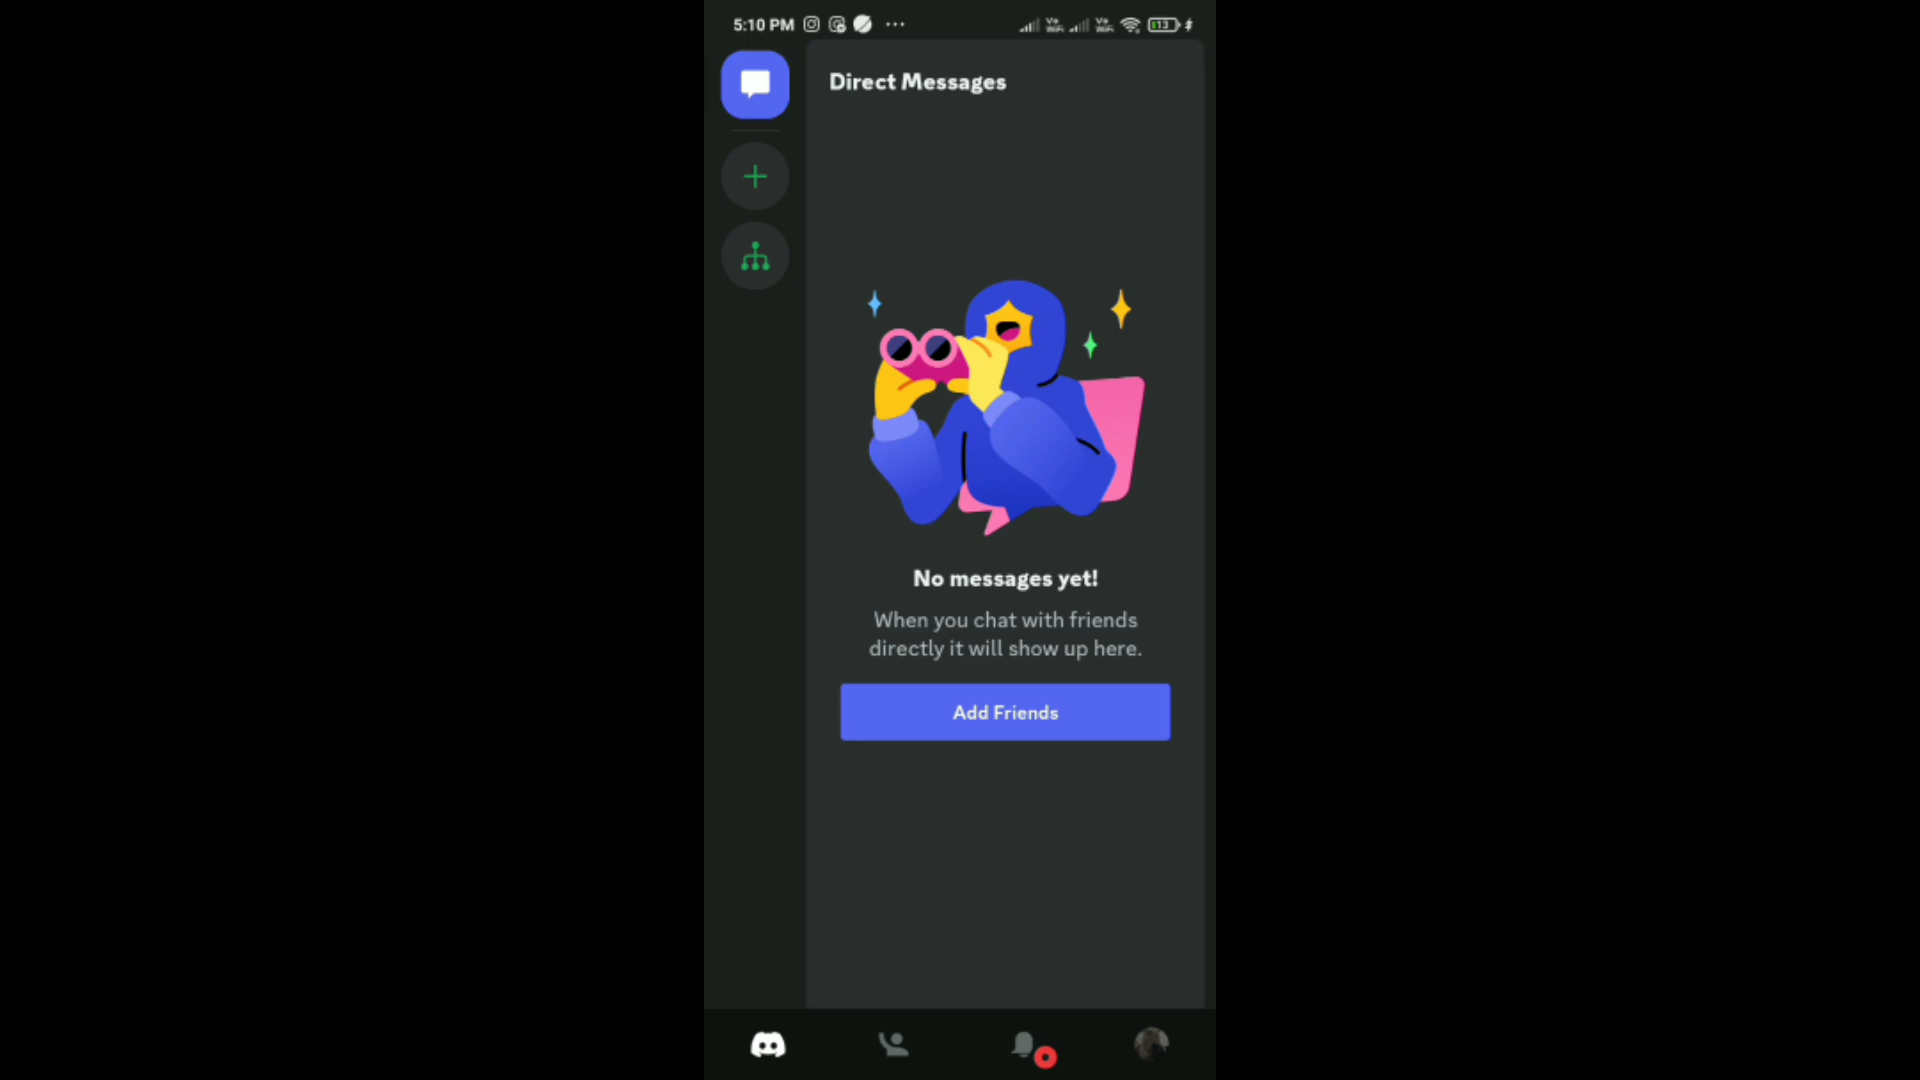 5:10 PM
13
Direct Messages
No messages yet!
When you chat with friends
directly it will show up here.
Add Friends